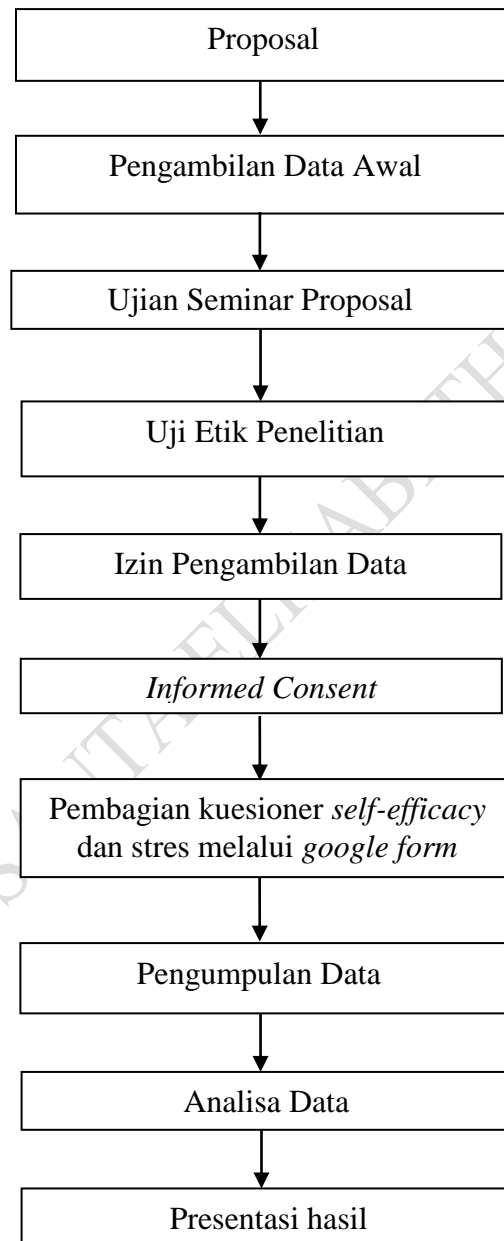 Proposal
Pengambilan Data Awal
Ujian Seminar Proposal
Uji Etik Penelitian
Izin Pengambilan Data
Informed Consent
Pembagian kuesioner self-efficacy
dan stres melalui google form
Pengumpulan Data
Analisa Data
Presentasi hasil